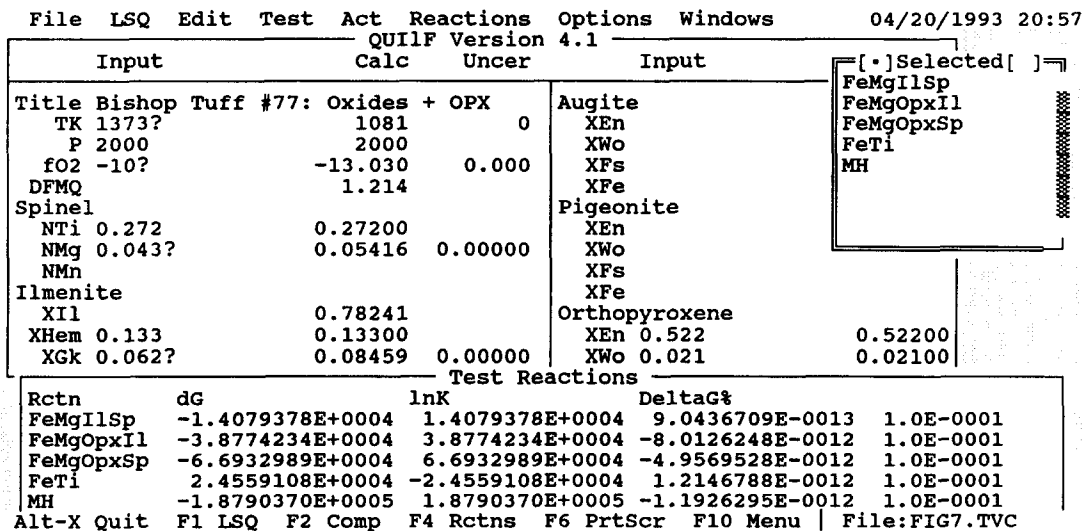 File LSQ Edit Test Act Reactions Options Windows 04/20/1993 20:57
QUIlF Version 4.1
Input Calc Uncer Input
[▪]Selected[ ]
FeMgIlSp
FeMgOpxIl
FeMgOpxSp
FeTi
MH
Title Bishop Tuff #77: Oxides + OPX
TK 1373? 1081 0
P 2000 2000
fO2 -10? -13.030 0.000
DFMQ 1.214
Spinel
NTi 0.272 0.27200
NMg 0.043? 0.05416 0.00000
NMn
Ilmenite
XIl 0.78241
XHem 0.133 0.13300
XGk 0.062? 0.08459 0.00000
Augite
XEn
XWo
XFs
XFe
Pigeonite
XEn
XWo
XFs
XFe
Orthopyroxene
XEn 0.522 0.52200
XWo 0.021 0.02100
Test Reactions
Rctn dG lnK DeltaG%
FeMgIlSp -1.4079378E+0004 1.4079378E+0004 9.0436709E-0013 1.0E-0001
FeMgOpxIl -3.8774234E+0004 3.8774234E+0004 -8.0126248E-0012 1.0E-0001
FeMgOpxSp -6.6932989E+0004 6.6932989E+0004 -4.9569528E-0012 1.0E-0001
FeTi 2.4559108E+0004 -2.4559108E+0004 1.2146788E-0012 1.0E-0001
MH -1.8790370E+0005 1.8790370E+0005 -1.1926295E-0012 1.0E-0001
Alt-X Quit F1 LSQ F2 Comp F4 Rctns F6 PrtScr F10 Menu | File:FIG7.TVC